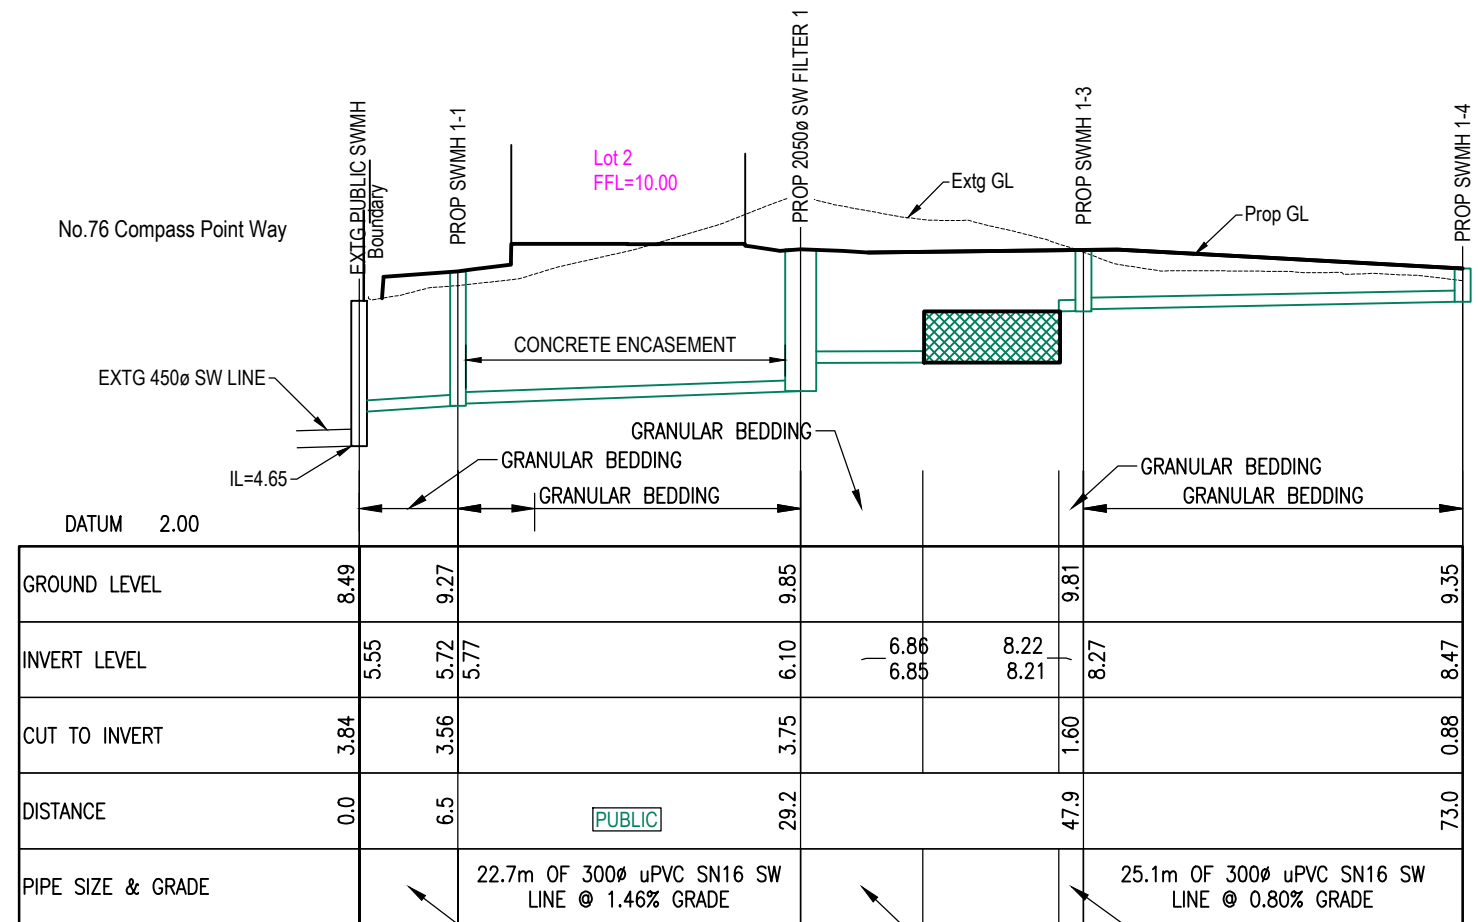 EXTG PUBLIC SWMH
Boundary
PROP SWMH 1-1
PROP 2050ø SW FILTER 1
PROP SWMH 1-3
PROP SWMH 1-4
Lot 2
FFL=10.00
Extg GL
Prop GL
No.76 Compass Point Way
CONCRETE ENCASEMENT
EXTG 450ø SW LINE
GRANULAR BEDDING
GRANULAR BEDDING
GRANULAR BEDDING
IL=4.65
GRANULAR BEDDING
GRANULAR BEDDING
DATUM 2.00
GROUND LEVEL 8.49 9.27 9.85 9.81 9.35
INVERT LEVEL 5.55 5.72 5.77 6.10 6.86 8.22 8.27 8.47
6.85 8.21
CUT TO INVERT 3.84 3.56 3.75 1.60 0.88
DISTANCE 0.0 6.5 PUBLIC 29.2 47.9 73.0
PIPE SIZE & GRADE
22.7m OF 300ø uPVC SN16 SW
LINE @ 1.46% GRADE
25.1m OF 300ø uPVC SN16 SW
LINE @ 0.80% GRADE